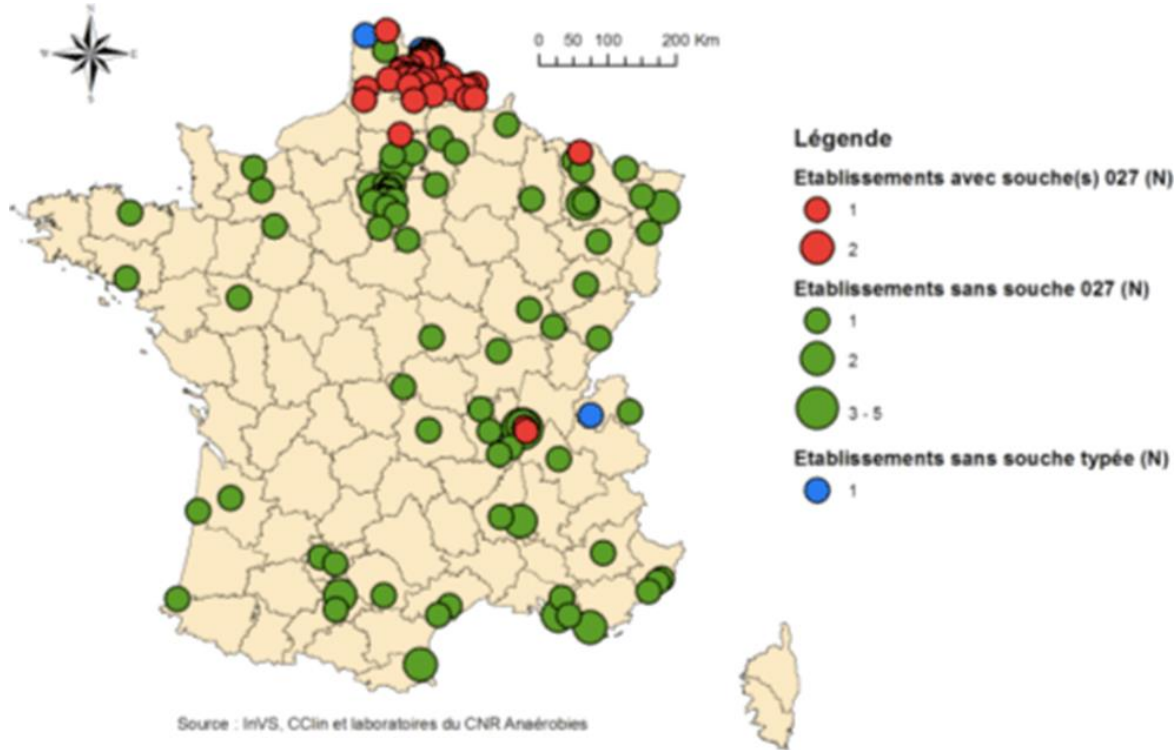 N
S
0 50 100 200 Km
Légende
Etablissements avec souche(s) 027 (N)
1
2
Etablissements sans souche 027 (N)
1
2
3 - 5
Etablissements sans souche typée (N)
1
Source : InVS, CClin et laboratoires du CNR Anaérobies